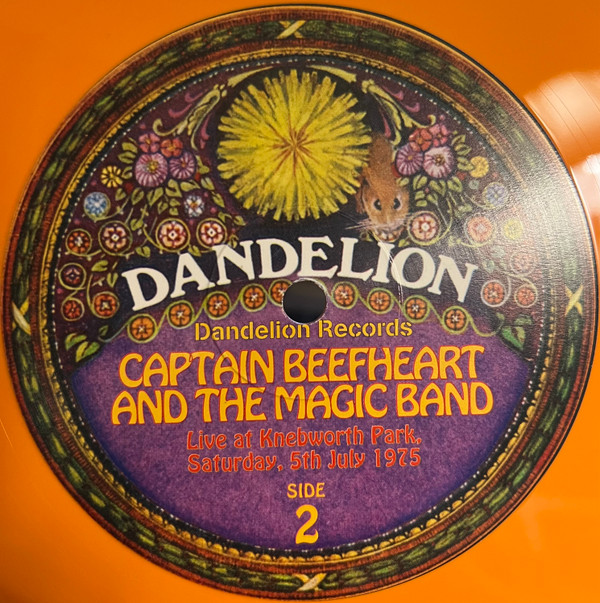 DANDELION
Dandelion Records
CAPTAIN BEEFHEART
AND THE MAGIC BAND
Live at Knebworth Park,
Saturday, 5th July 1975
SIDE
2